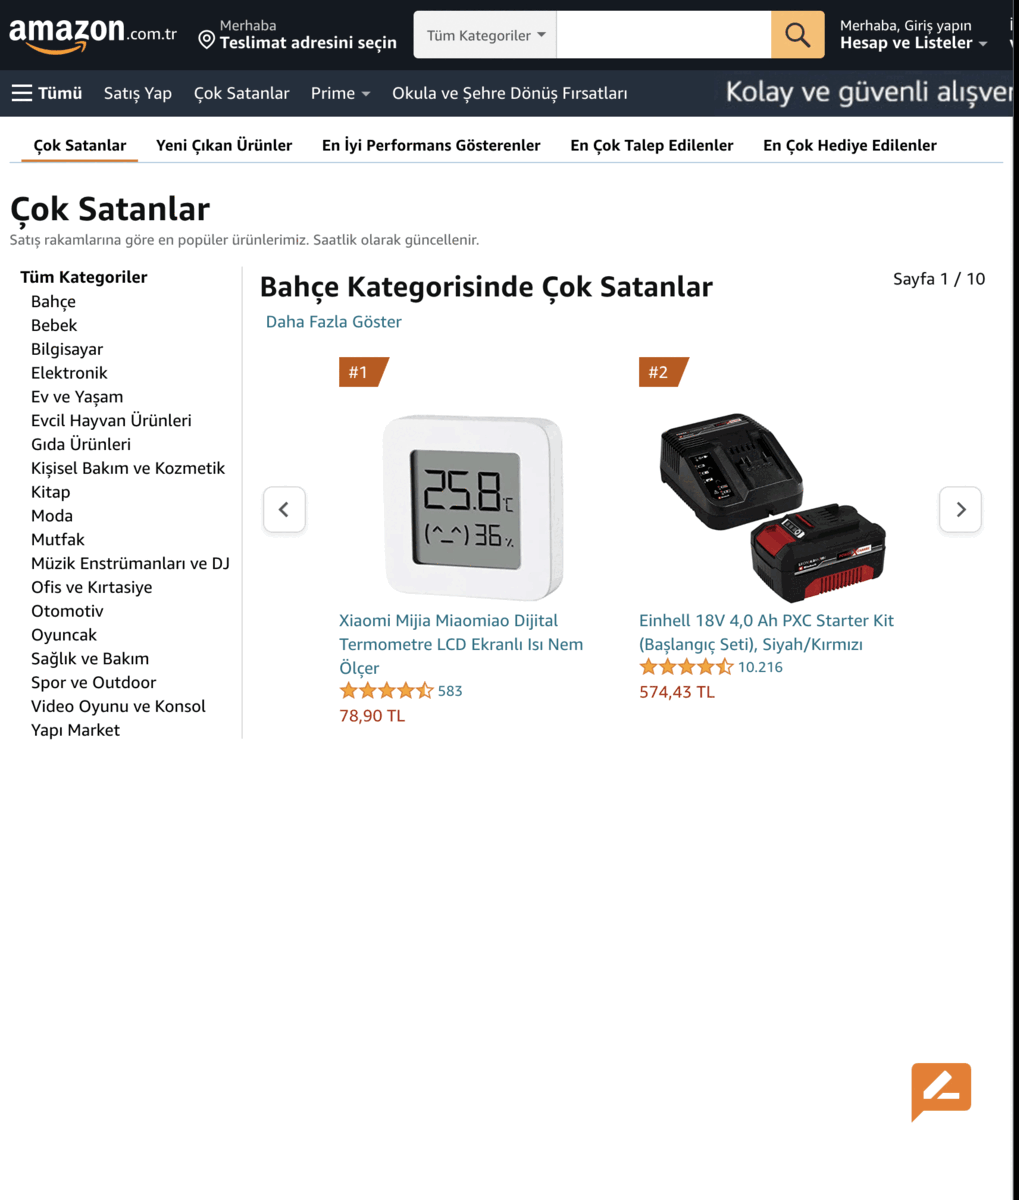 amazon.com.tr
Merhaba
Teslimat adresini seçin
Tüm Kategoriler
Merhaba, Giriş yapın
Hesap ve Listeler
Tümü
Satış Yap
Çok Satanlar
Prime
Okula ve Şehre Dönüş Fırsatları
Kolay ve güvenli
Çok Satanlar
Yeni Çıkan Ürünler
En İyi Performans Gösterenler
En Çok Talep Edilenler
En Çok Hediye Edilenler
Çok Satanlar
Satış rakamlarına göre en popüler ürünlerimiz. Saatlik olarak güncellenir.
Tüm Kategoriler
Bahçe
Bebek
Bilgisayar
Elektronik
Ev ve Yaşam
Evcil Hayvan Ürünleri
Gıda Ürünleri
Kişisel Bakım ve Kozmetik
Kitap
Moda
Mutfak
Müzik Enstrümanları ve DJ
Ofis ve Kırtasiye
Otomotiv
Oyuncak
Sağlık ve Bakım
Spor ve Outdoor
Video Oyunu ve Konsol
Yapı Market
Bahçe Kategorisinde Çok Satanlar
Sayfa 1 / 10
Daha Fazla Göster
#1
25.8 °C
(^_^) 36 %
Xiaomi Mijia Miaomiao Dijital
Termometre LCD Ekranlı Isı Nem
Ölçer
583
78,90 TL
#2
Einhell 18V 4,0 Ah PXC Starter Kit
(Başlangıç Seti), Siyah/Kırmızı
10.216
574,43 TL